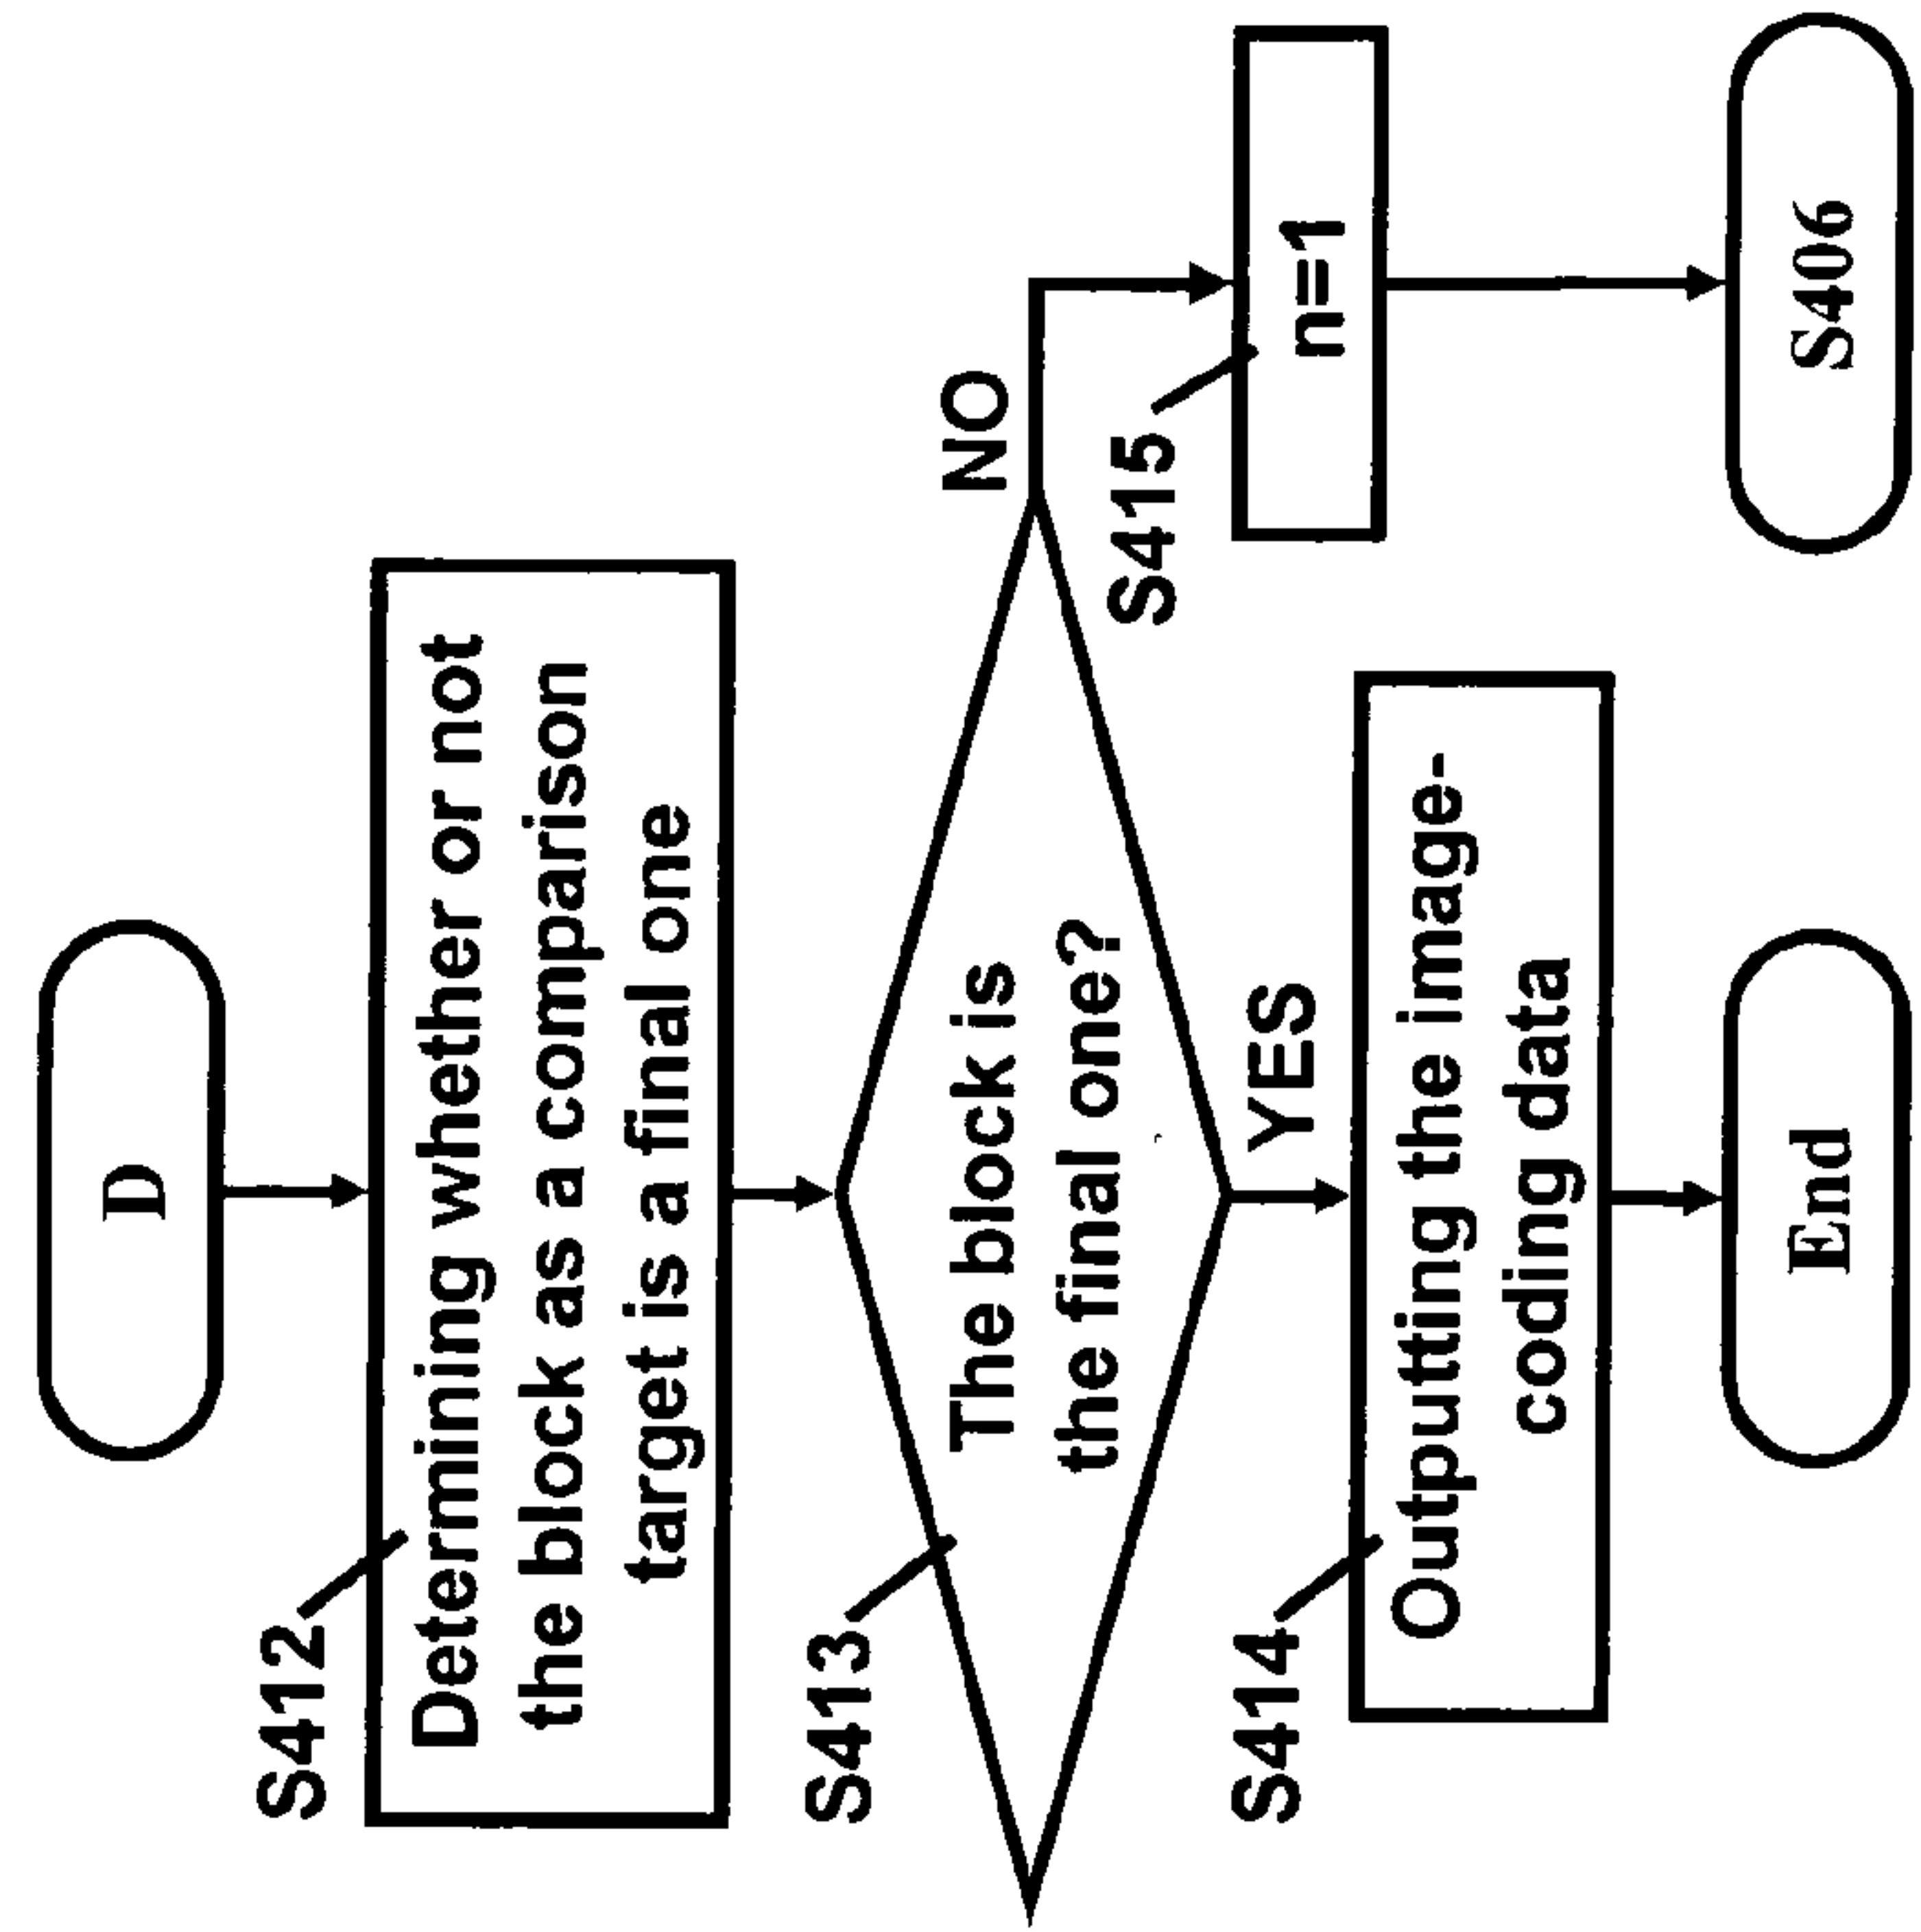 D
S412
Determining whether or not
the block as a comparison
target is a final one
S413
The block is
the final one?
NO
YES
S415
n=1
S414
Outputting the image-
coding data
End
S406